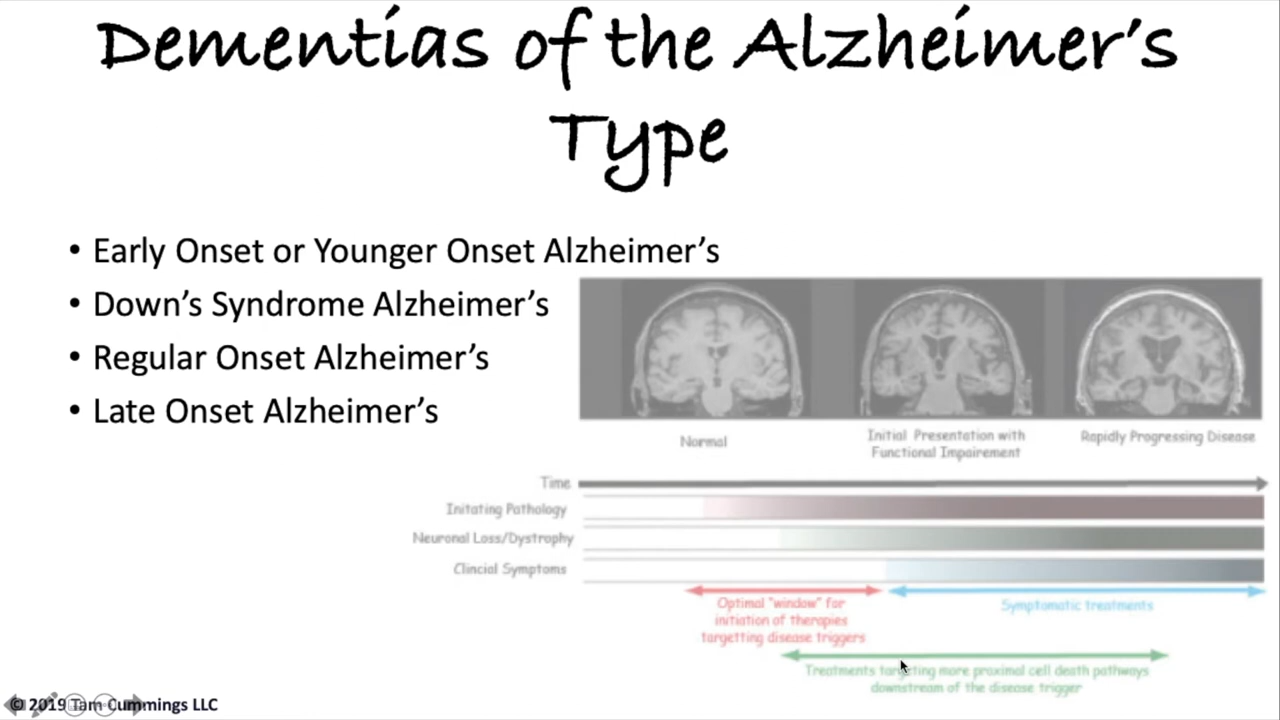 Dementias of the Alzheimer's
Type
• Early Onset or Younger Onset Alzheimer's
• Down's Syndrome Alzheimer's
• Regular Onset Alzheimer's
• Late Onset Alzheimer's
Normal
Initial Presentation with
Functional Impairement
Rapidly Progressing Disease
Time
Initating Pathology
Neuronal Loss/Dystrophy
Clincial Symptoms
Optimal "window" for
initiation of therapies
targetting disease triggers
Symptomatic treatments
Treatments targeting more proximal cell death pathways
downstream of the disease trigger
© 2019 Tam Cummings LLC